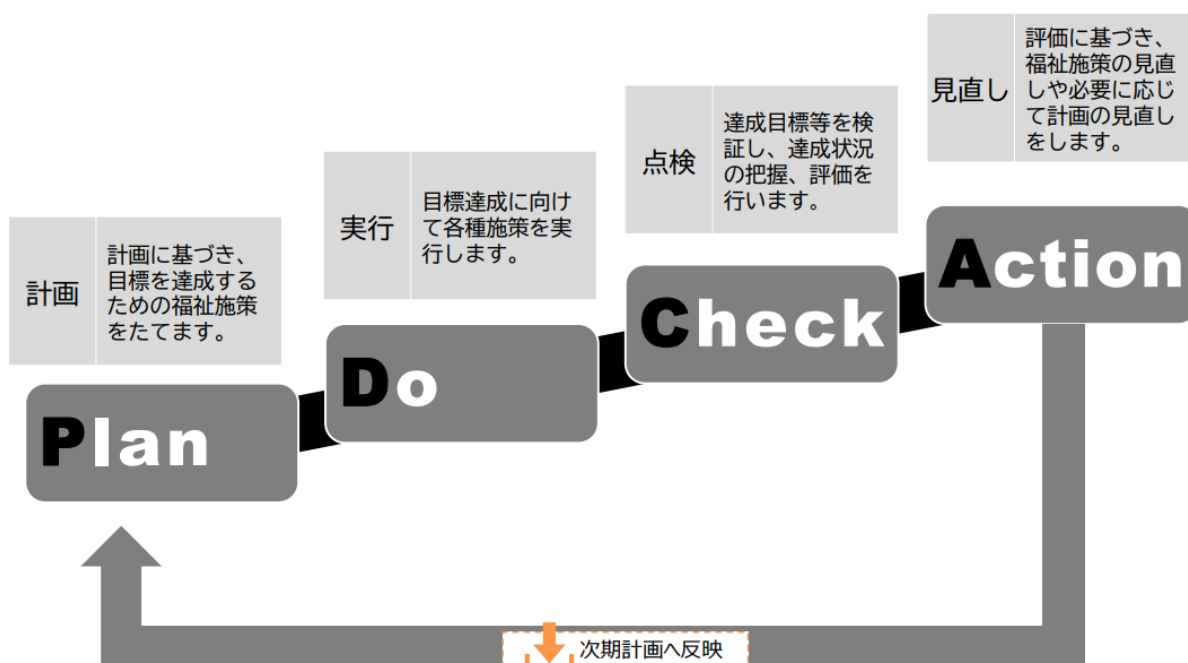 計画
計画に基づき、
目標を達成する
ための福祉施策
をたてます。
Plan
実行
目標達成に向け
て各種施策を実
行します。
Do
点検
達成目標等を検
証し、達成状況
の把握、評価を
行います。
Check
見直し
評価に基づき、
福祉施策の見直
しや必要に応じ
て計画の見直し
をします。
Action
次期計画へ反映